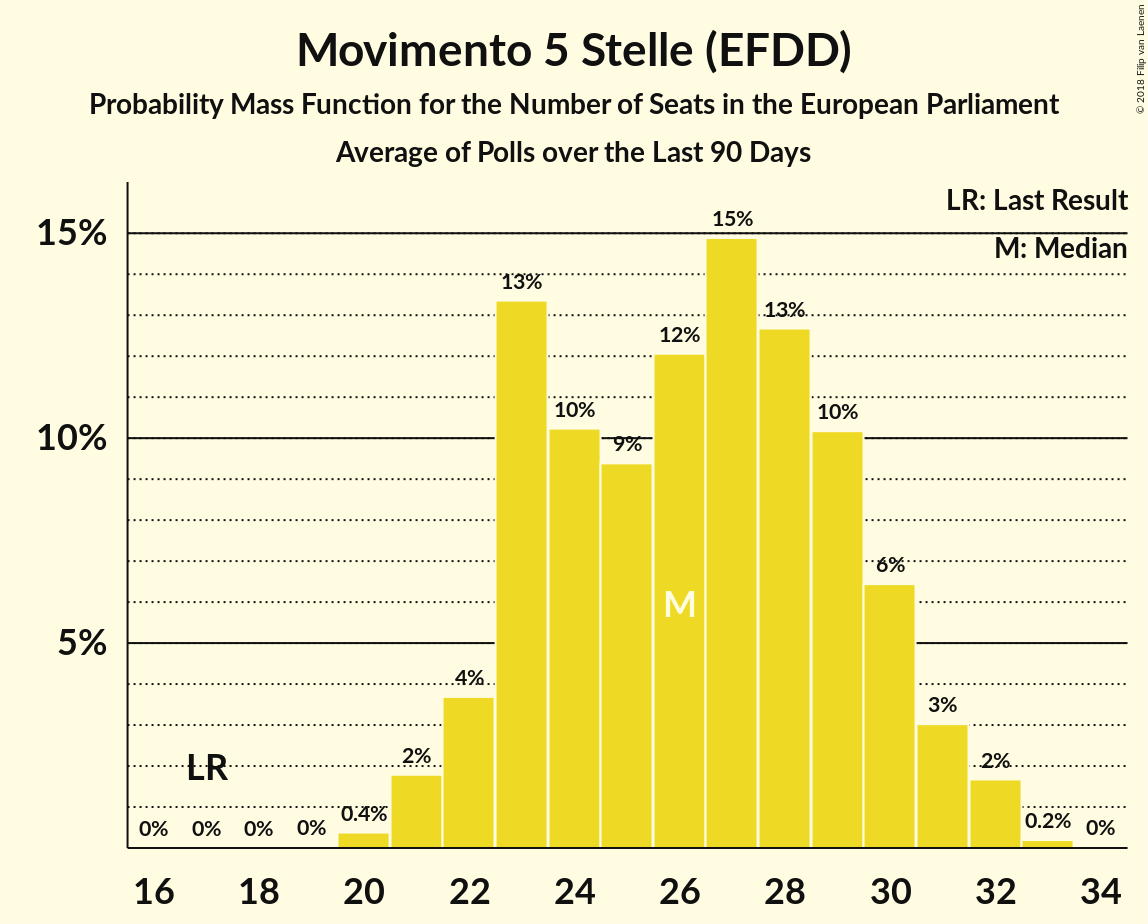 Movimento 5 Stelle (EFDD)
Probability Mass Function for the Number of Seats in the European Parliament
Average of Polls over the Last 90 Days
© 2018 Filip van Laenen
LR: Last Result
M: Median
15%
10%
5%
0%
0%
0%
0%
0.4%
2%
4%
13%
10%
9%
12%
15%
13%
10%
6%
3%
2%
0.2%
0%
LR
M
16 18 20 22 24 26 28 30 32 34